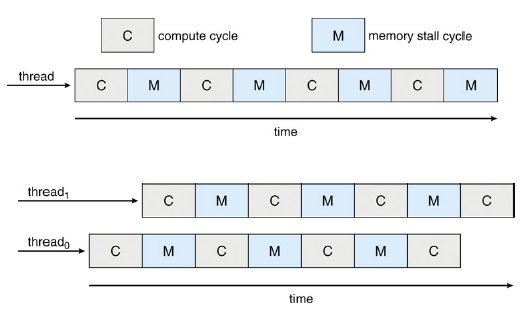 C compute cycle M memory stall cycle
thread
C M C M C M C M
time
thread₁
C M C M C M C
thread₀
C M C M C M C
time